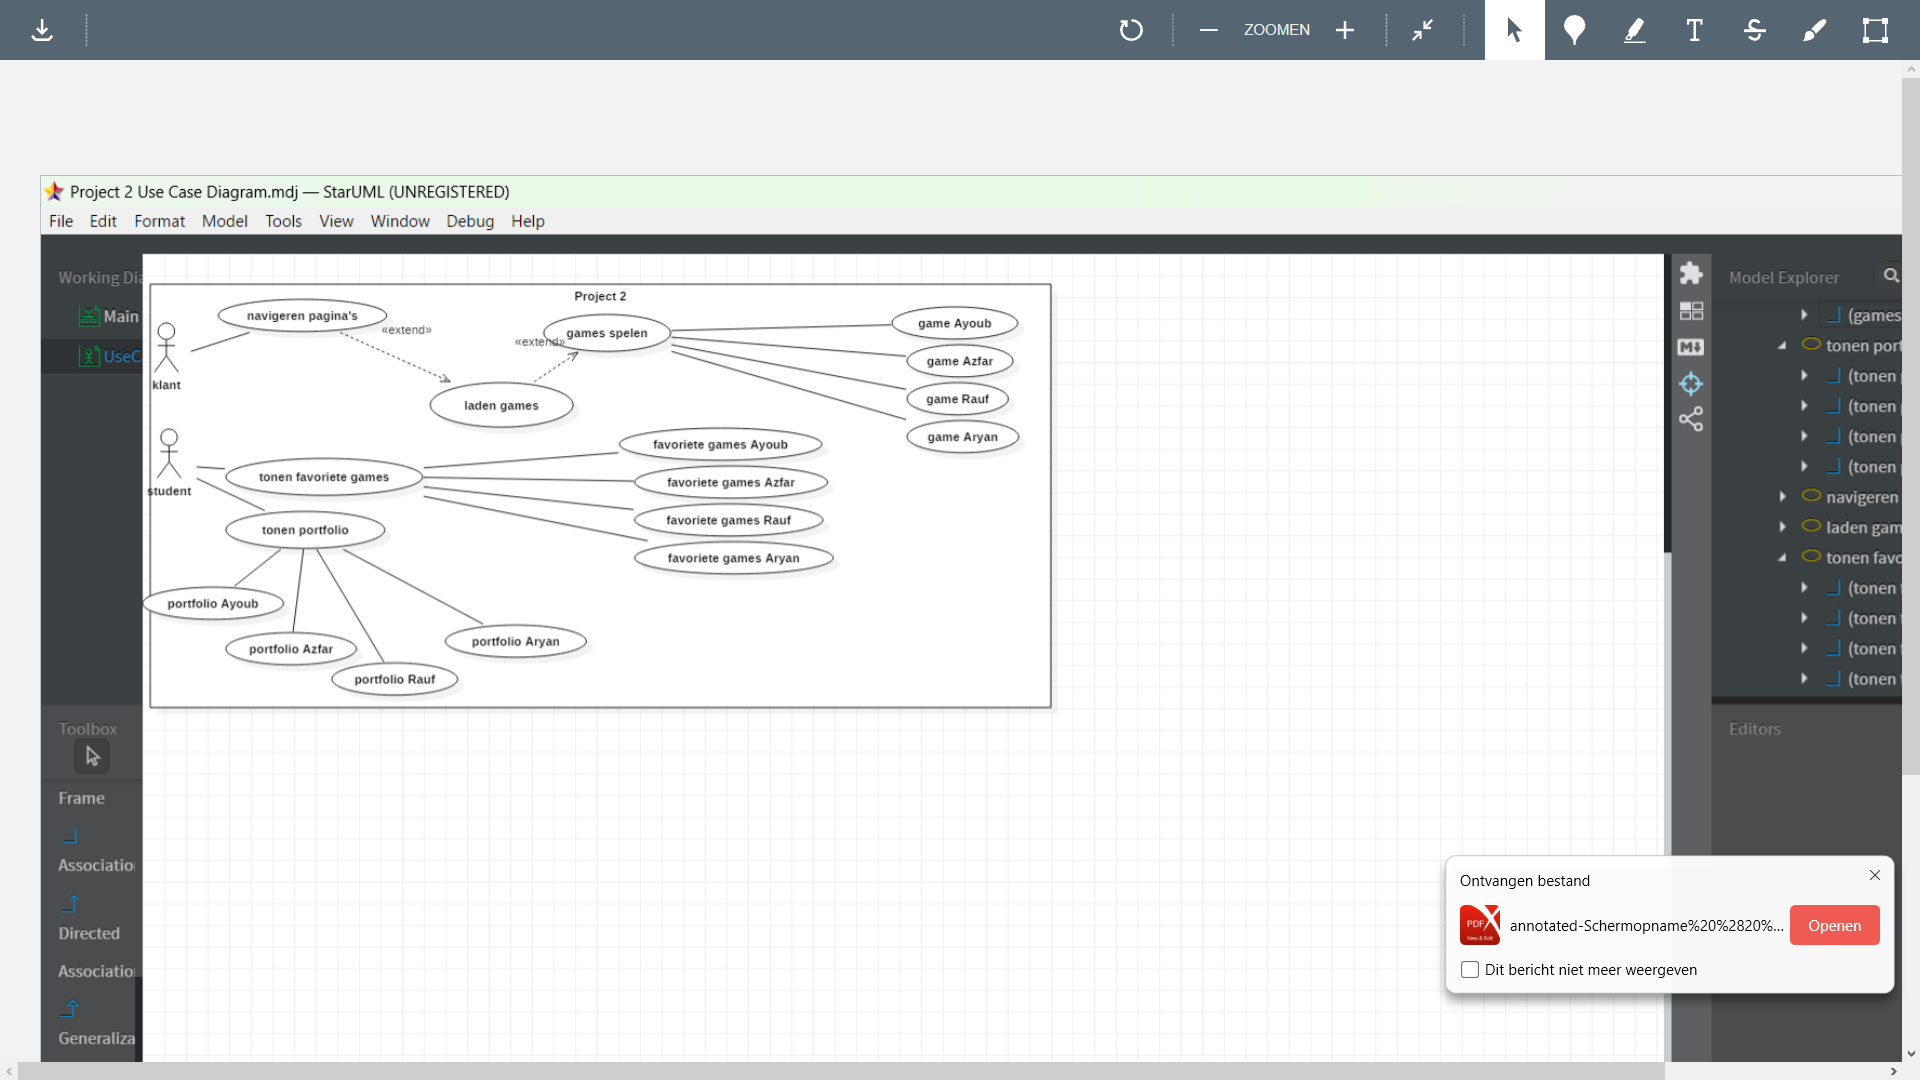 ZOOMEN
Project 2 Use Case Diagram.mdj — StarUML (UNREGISTERED)
File Edit Format Model Tools View Window Debug Help
Working Dia
Main
UseC
Project 2
klant
navigeren pagina's
«extend»
«extend»
games spelen
laden games
game Ayoub
game Azfar
game Rauf
game Aryan
student
tonen favoriete games
favoriete games Ayoub
favoriete games Azfar
favoriete games Rauf
favoriete games Aryan
tonen portfolio
portfolio Ayoub
portfolio Azfar
portfolio Rauf
portfolio Aryan
Toolbox
Frame
Associatio
Directed
Associatio
Generaliza
Model Explorer
(games
tonen port
(tonen
(tonen
(tonen
(tonen
navigeren
laden gam
tonen favo
(tonen
(tonen
(tonen
(tonen
Editors
Ontvangen bestand
PDF
View & Edit
annotated-Schermopname%20%2820%...
Openen
Dit bericht niet meer weergeven